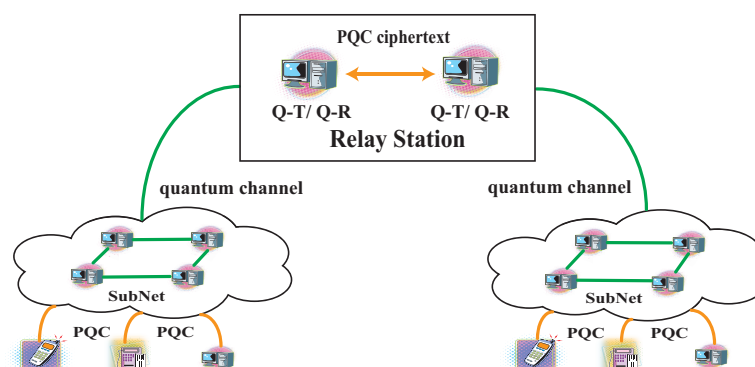 PQC ciphertext
Q-T/ Q-R Q-T/ Q-R
Relay Station
quantum channel quantum channel
SubNet SubNet
PQC PQC PQC PQC